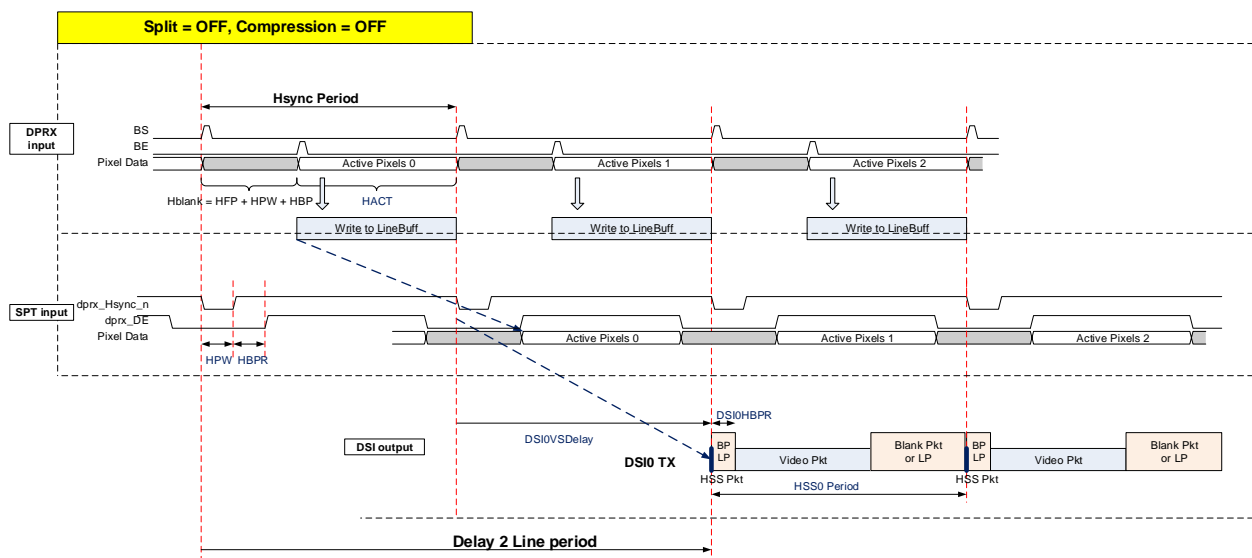 Split = OFF, Compression = OFF
Hsync Period
DPRX
input
BS
BE
Pixel Data
Active Pixels 0
Active Pixels 1
Active Pixels 2
Hblank = HFP + HPW + HBP
HACT
Write to LineBuff
Write to LineBuff
Write to LineBuff
SPT input
dprx_Hsync_n
dprx_DE
Pixel Data
Active Pixels 0
Active Pixels 1
Active Pixels 2
HPW
HBPR
DSI0HBPR
DSI output
DSI0VSDelay
DSI0 TX
BP
LP
Video Pkt
Blank Pkt
or LP
BP
LP
Video Pkt
Blank Pkt
or LP
HSS Pkt
HSS0 Period
HSS Pkt
Delay 2 Line period